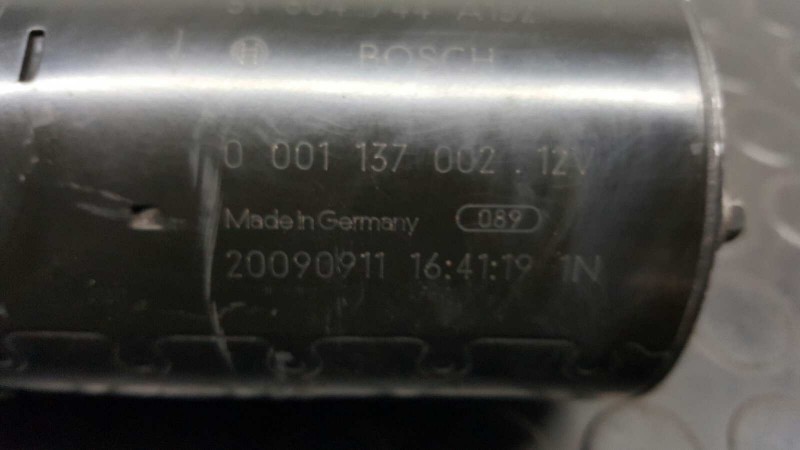 BOSCH
0 001 137 002 . 12V
Made in Germany 089
20090911 16:41:19 1N